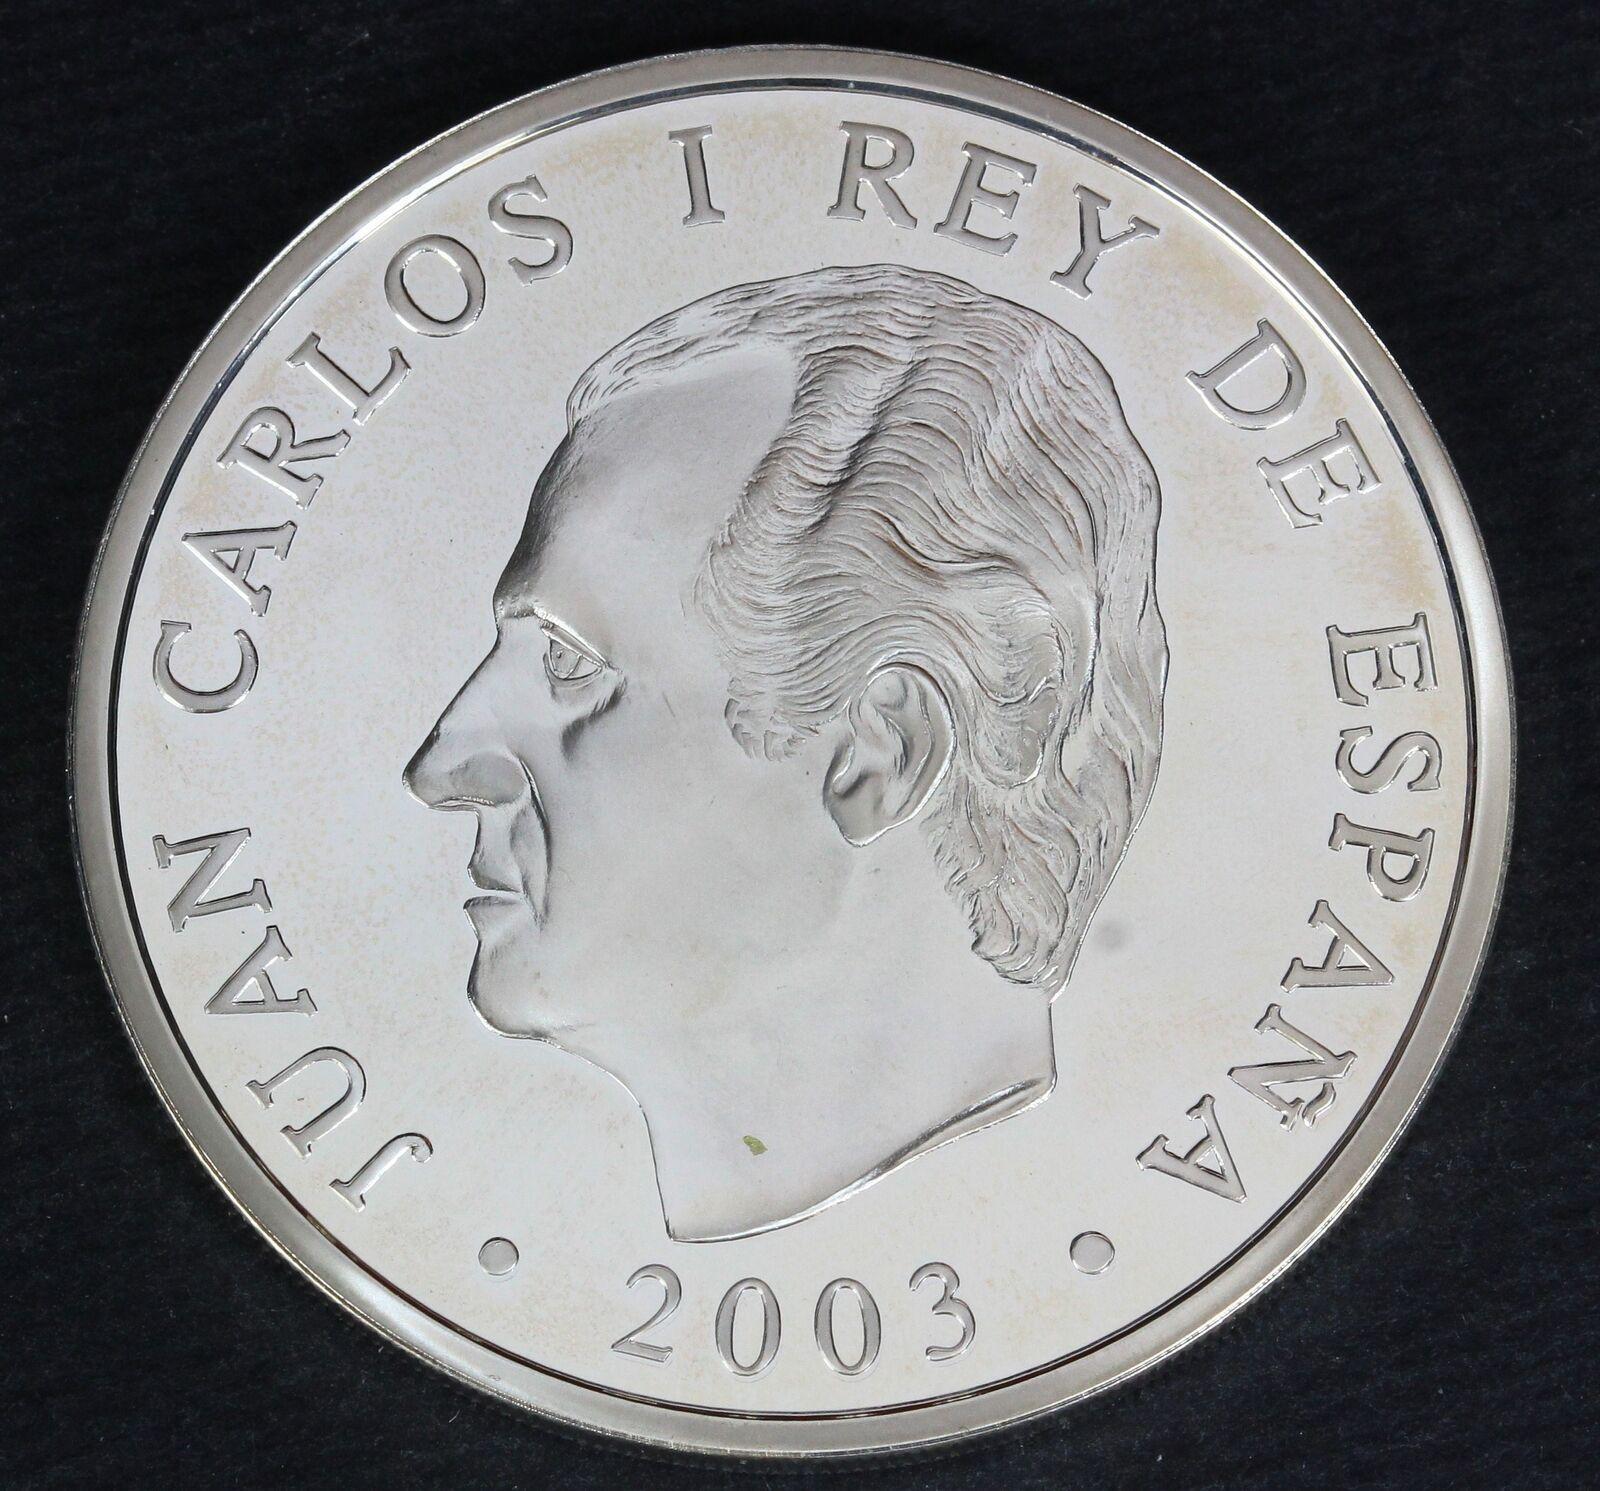 JUAN CARLOS I REY DE ESPAÑA
• 2003 •